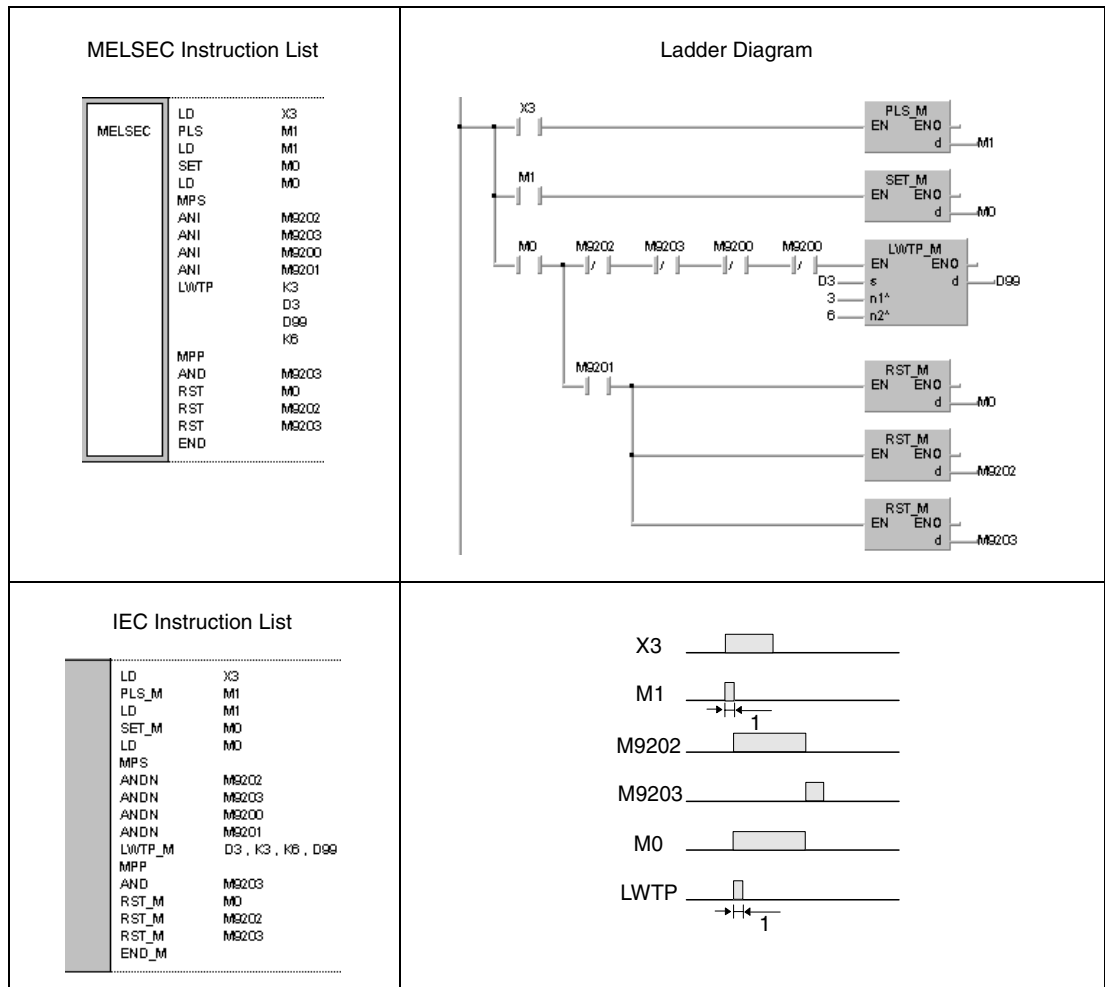 MELSEC Instruction List
MELSEC
LD X3
PLS M1
LD M1
SET M0
LD M0
MPS
ANI M9202
ANI M9203
ANI M9200
ANI M9201
LWTP K3
D3
D99
K6
MPP
AND M9203
RST M0
RST M9202
RST M9203
END
Ladder Diagram
X3
PLS_M
EN ENO
d M1
M1
SET_M
EN ENO
d M0
M0 M9202 M9203 M9200 M9200
LWTP_M
EN ENO
D3 s d D99
3 n1^
6 n2^
M9201
RST_M
EN ENO
d M0
RST_M
EN ENO
d M9202
RST_M
EN ENO
d M9203
IEC Instruction List
LD X3
PLS_M M1
LD M1
SET_M M0
LD M0
MPS
ANDN M9202
ANDN M9203
ANDN M9200
ANDN M9201
LWTP_M D3 , K3 , K6 , D99
MPP
AND M9203
RST_M M0
RST_M M9202
RST_M M9203
END_M
X3
M1
1
M9202
M9203
M0
LWTP
1